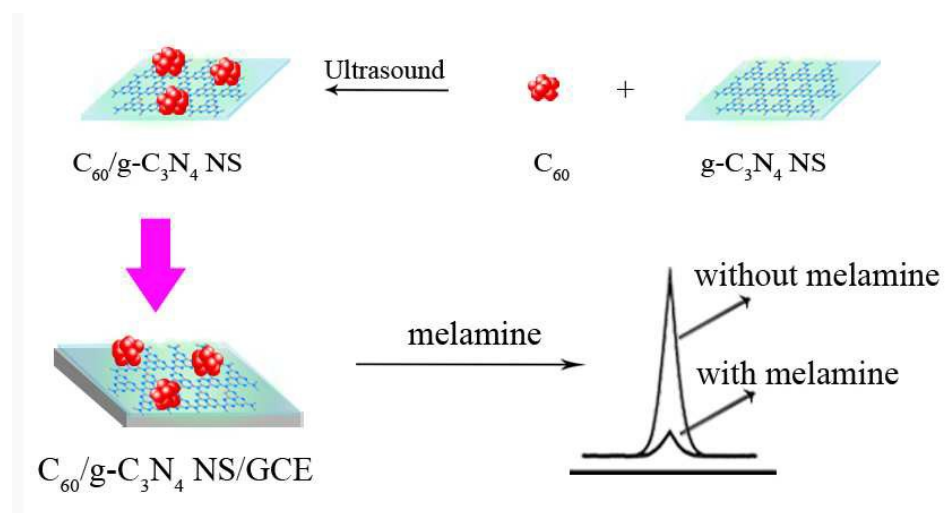 Ultrasound
+
C₆₀/g-C₃N₄ NS
C₆₀
g-C₃N₄ NS
without melamine
melamine
with melamine
C₆₀/g-C₃N₄ NS/GCE